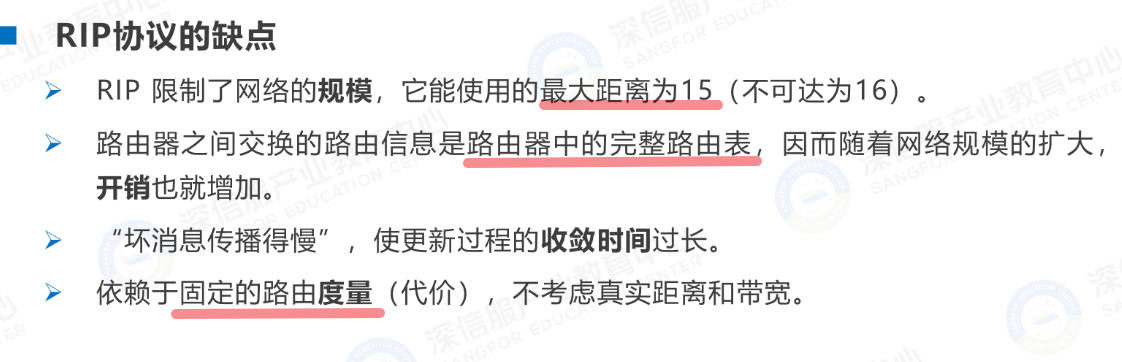 RIP协议的缺点
RIP 限制了网络的规模，它能使用的最大距离为15（不可达为16）。
路由器之间交换的路由信息是路由器中的完整路由表，因而随着网络规模的扩大，
开销也就增加。
“坏消息传播得慢”，使更新过程的收敛时间过长。
依赖于固定的路由度量（代价），不考虑真实距离和带宽。
深信服产业教育中心
SANGFOR EDUCATION CENTER